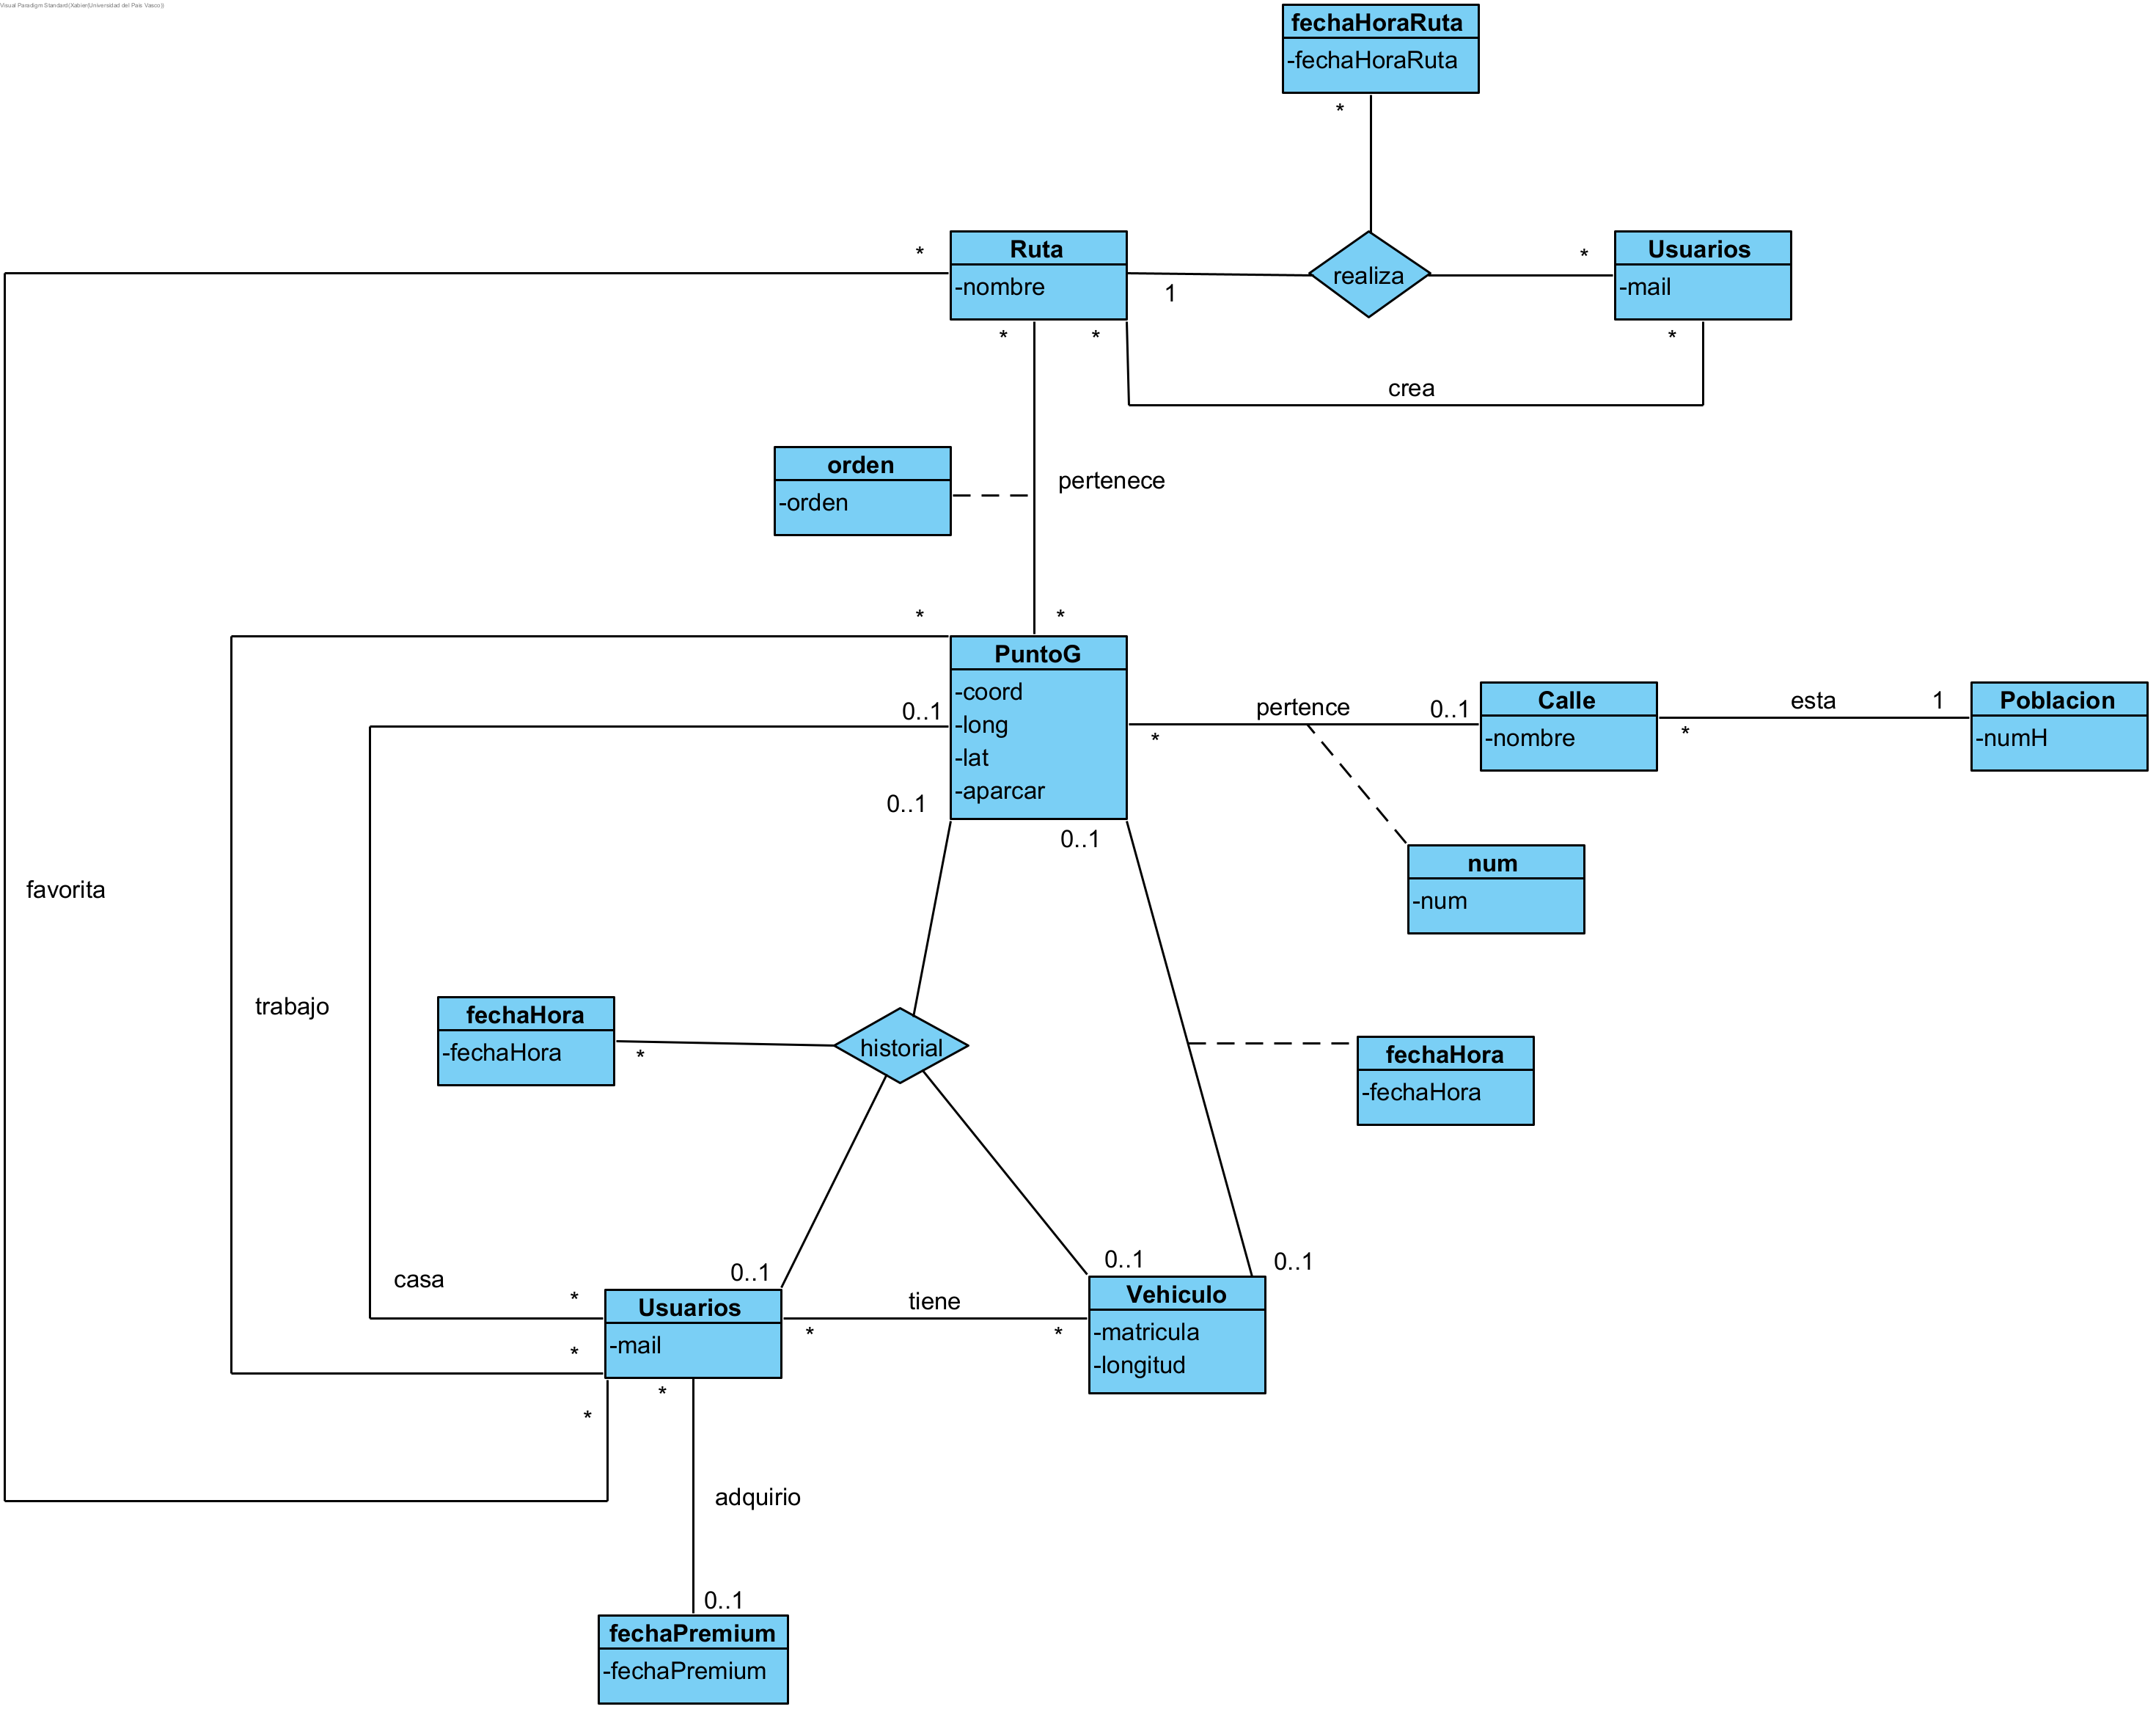 Visual Paradigm Standard(Xabier(Universidad del País Vasco))
fechaHoraRuta
-fechaHoraRuta
*
Ruta
-nombre
*
1
realiza
*
Usuarios
-mail
*
*
*
crea
orden
-orden
pertenece
*
*
PuntoG
-coord
-long
-lat
-aparcar
0..1
0..1
0..1
*
pertence
0..1
Calle
-nombre
*
esta
1
Poblacion
-numH
num
-num
favorita
trabajo
casa
fechaHora
-fechaHora
*
historial
fechaHora
-fechaHora
0..1
0..1
0..1
*
*
Usuarios
-mail
*
tiene
*
Vehiculo
-matricula
-longitud
*
*
adquirio
0..1
fechaPremium
-fechaPremium